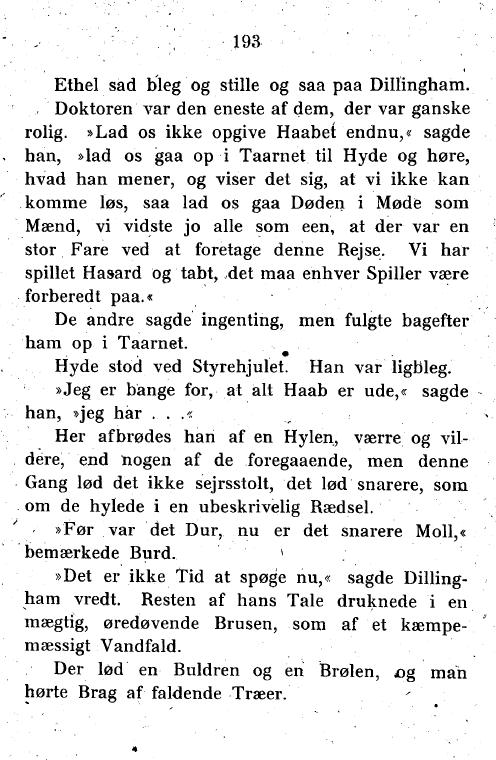 193
Ethel sad bleg og stille og saa paa Dillingham.
Doktoren var den eneste af dem, der var ganske
rolig. »Lad os ikke opgive Haabet endnu,« sagde
han, »lad os gaa op i Taarnet til Hyde og høre,
hvad han mener, og viser det sig, at vi ikke kan
komme løs, saa lad os gaa Døden i Møde som
Mænd, vi vidste jo alle som een, at der var en
stor Fare ved at foretage denne Rejse. Vi har
spillet Hasard og tabt, det maa enhver Spiller være
forberedt paa.«
De andre sagde ingenting, men fulgte bagefter
ham op i Taarnet.
Hyde stod ved Styrehjulet. Han var ligbleg.
»Jeg er bange for, at alt Haab er ude,« sagde
han, »jeg har . . .«
Her afbrødes han af en Hylen, værre og vil-
dere, end nogen af de foregaaende, men denne
Gang lød det ikke sejrsstolt, det lød snarere, som
om de hylede i en ubeskrivelig Rædsel.
»Før var det Dur, nu er det snarere Moll,«
bemærkede Burd.
»Det er ikke Tid at spøge nu,« sagde Dilling-
ham vredt. Resten af hans Tale druknede i en
mægtig, øredøvende Brusen, som af et kæmpe-
mæssigt Vandfald.
Der lød en Buldren og en Brølen, og man
hørte Brag af faldende Træer.